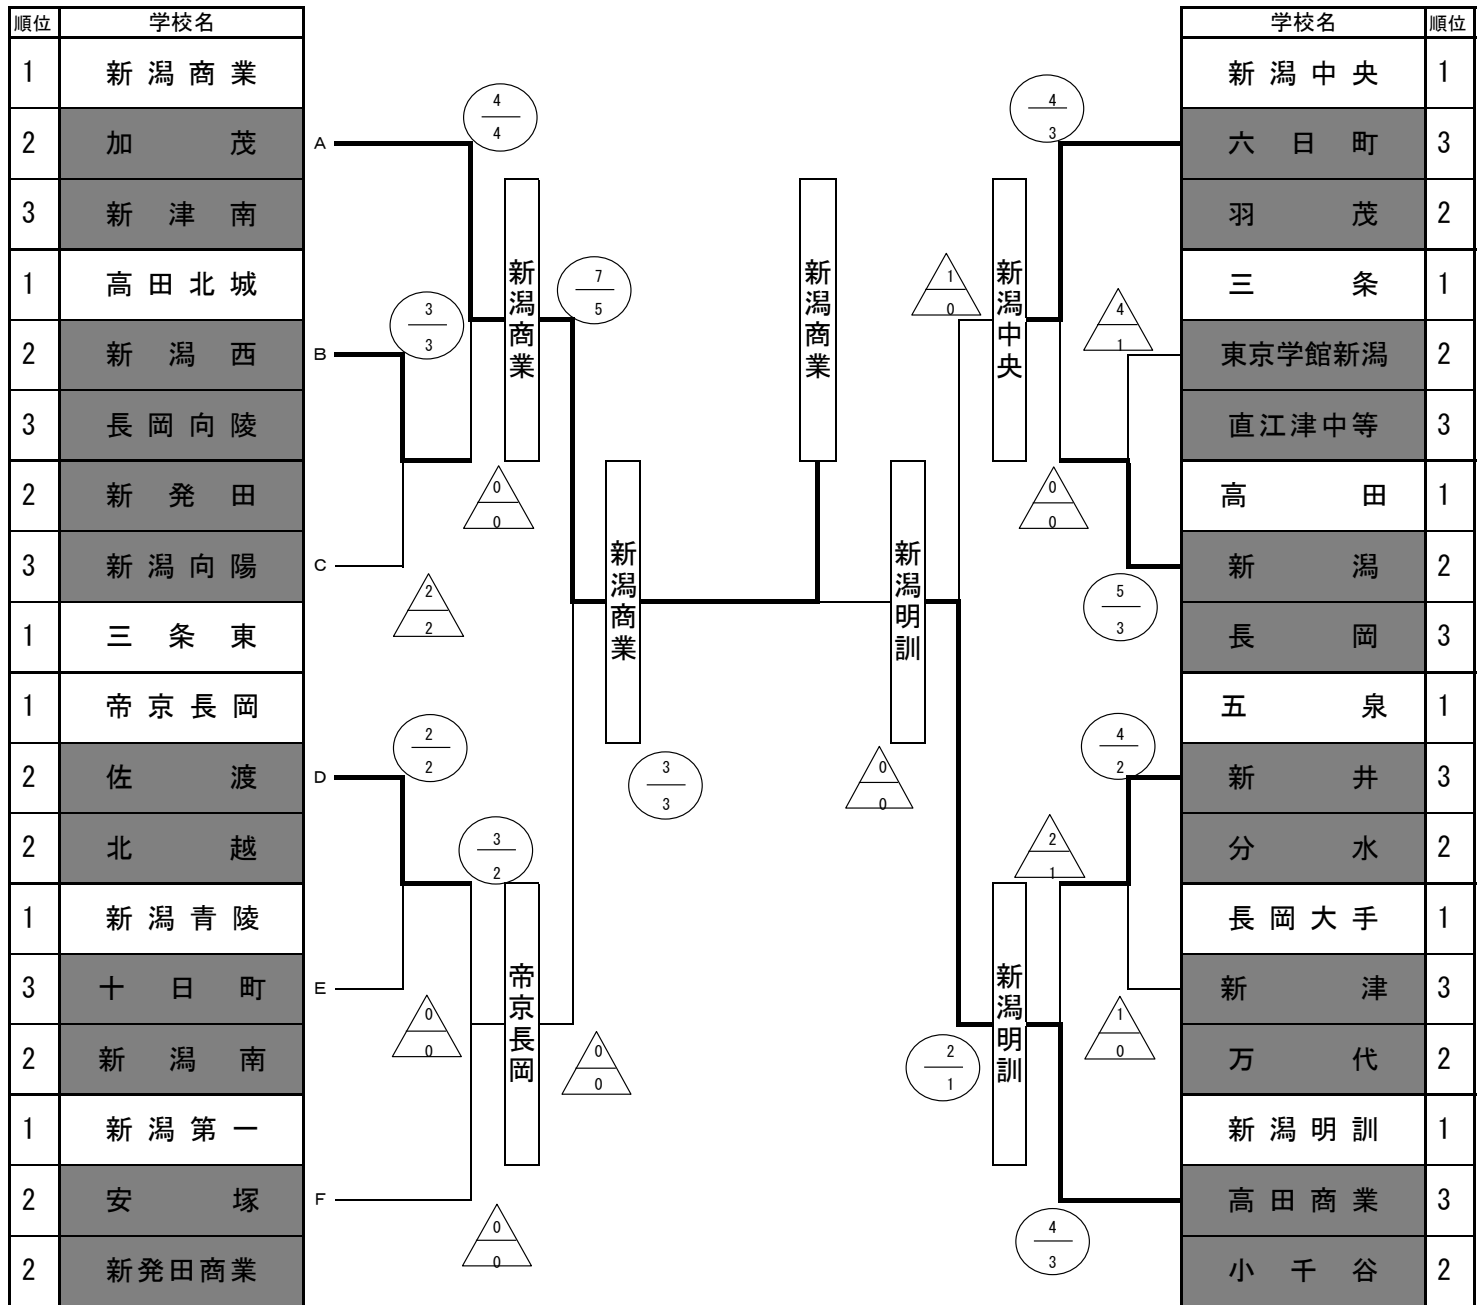 順位 学校名
1 新潟商業
2 加茂
3 新津南
1 高田北城
2 新潟西
3 長岡向陵
2 新発田
3 新潟向陽
1 三条東
1 帝京長岡
2 佐渡
2 北越
1 新潟青陵
3 十日町
2 新潟南
1 新潟第一
2 安塚
2 新発田商業
A
B
C
D
E
F
4
4
3
3
2
2
0
0
7
5
2
2
0
0
3
2
0
0
0
0
3
3
新潟商業
帝京長岡
新潟商業
新潟商業
新潟明訓
新潟中央
新潟明訓
4
3
1
0
4
1
0
0
5
3
0
0
4
2
2
1
1
0
2
1
4
3
学校名 順位
新潟中央 1
六日町 3
羽茂 2
三条 1
東京学館新潟 2
直江津中等 3
高田 1
新潟 2
長岡 3
五泉 1
新井 3
分水 2
長岡大手 1
新津 3
万代 2
新潟明訓 1
高田商業 3
小千谷 2